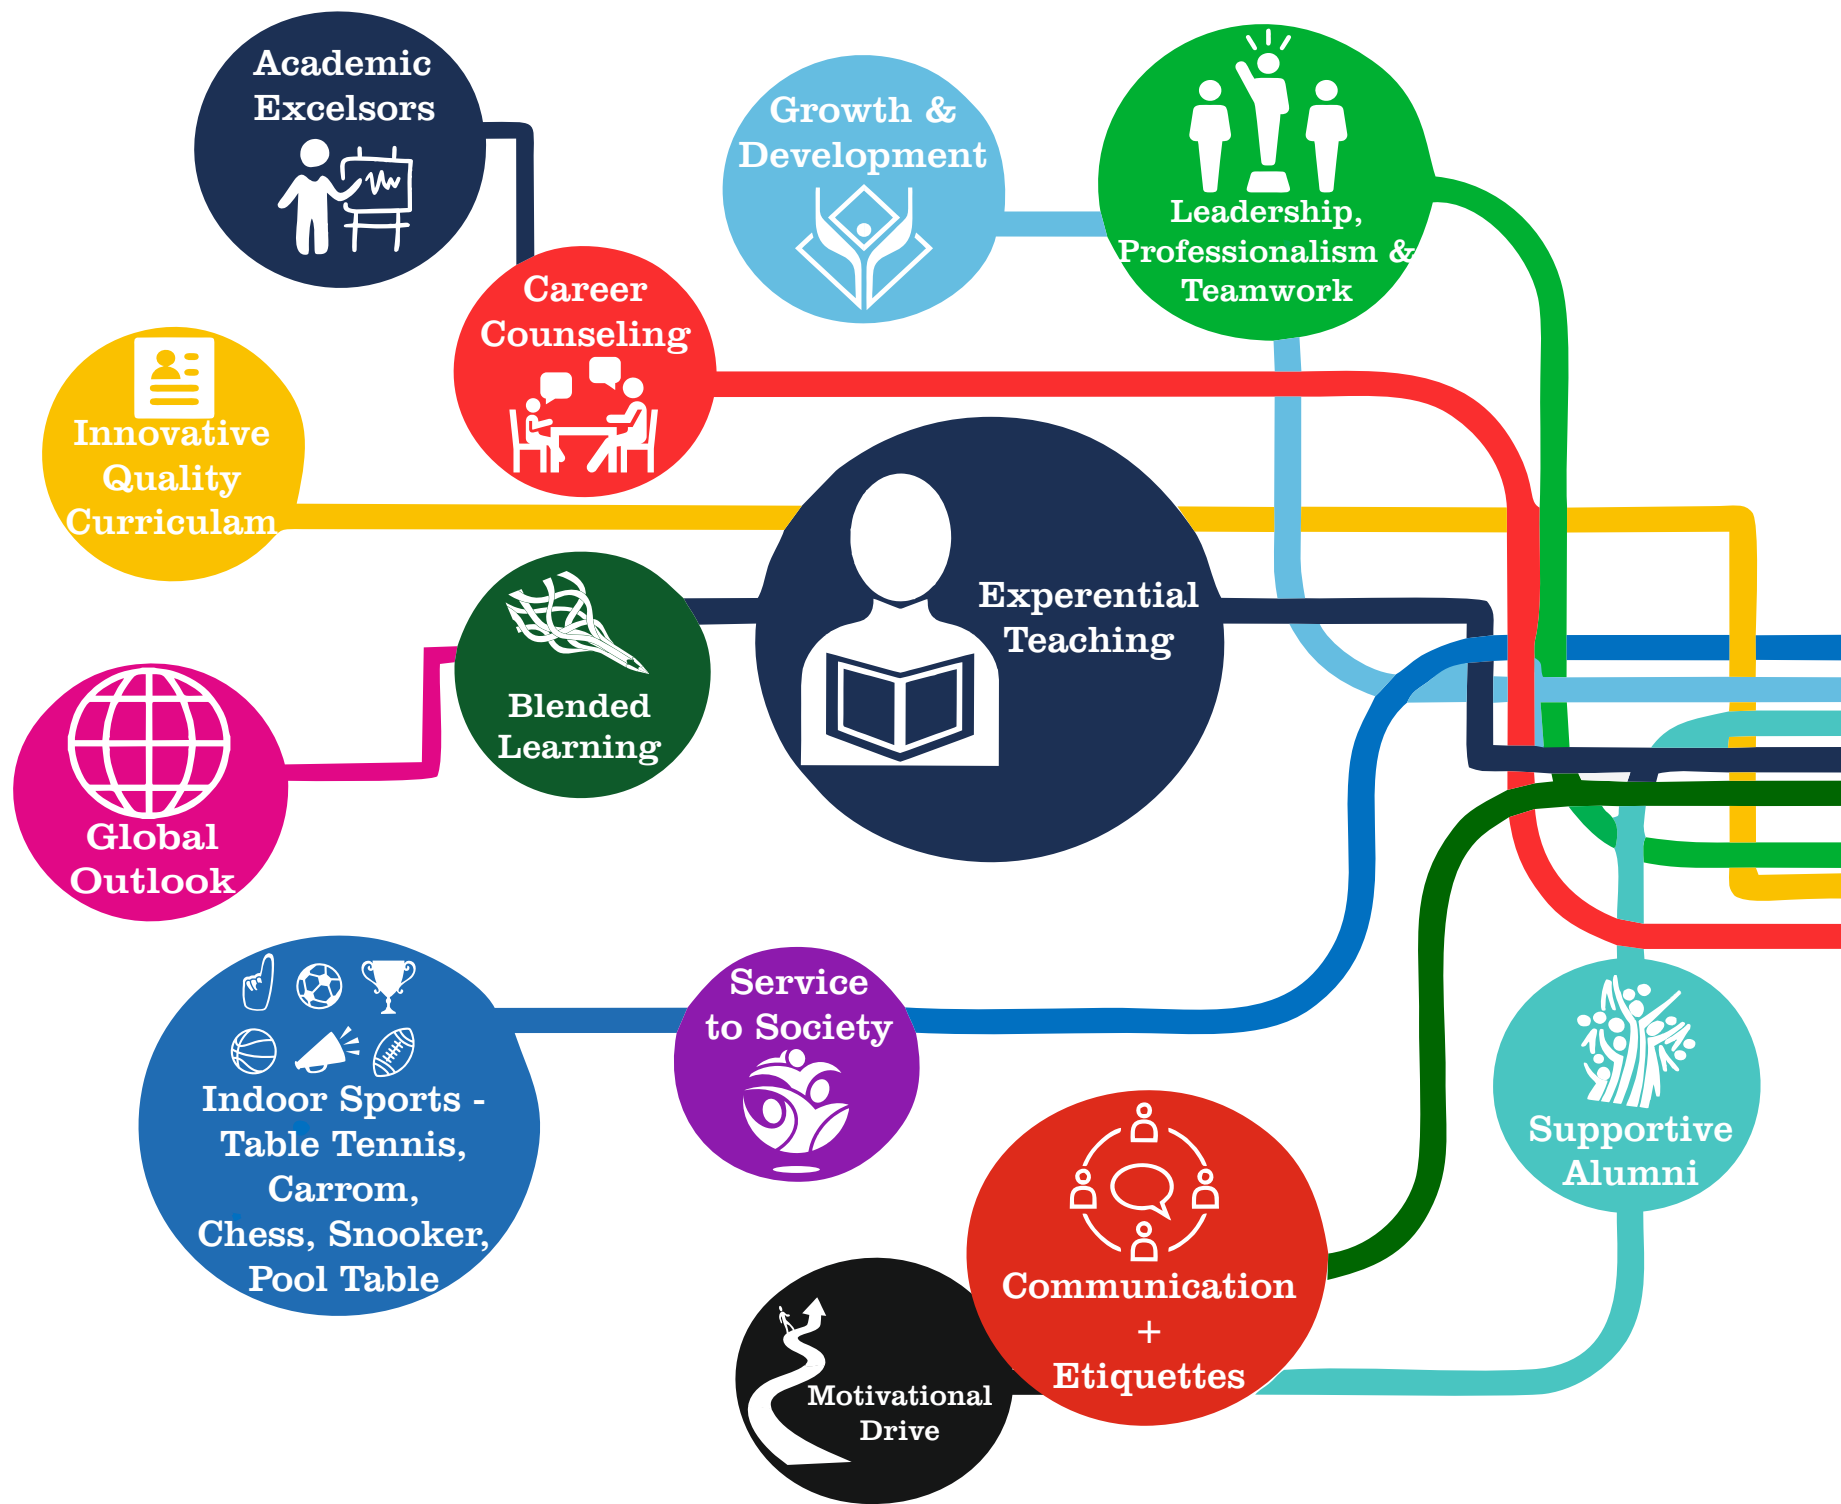 Academic
Excelsors
Growth &
Development
Leadership,
Professionalism &
Teamwork
Career
Counseling
Innovative
Quality
Curriculam
Experential
Teaching
Blended
Learning
Global
Outlook
Service
to Society
Indoor Sports -
Table Tennis,
Carrom,
Chess, Snooker,
Pool Table
Supportive
Alumni
Communication
+
Etiquettes
Motivational
Drive